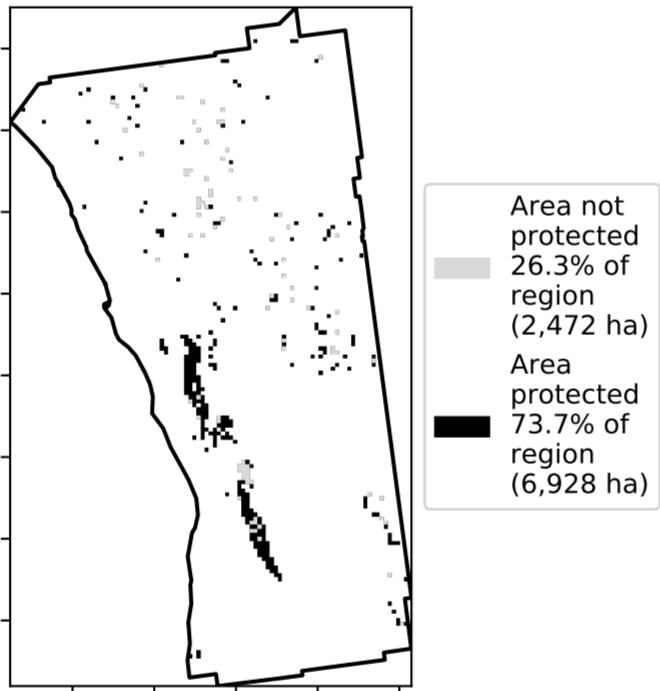 Area not
protected
26.3% of
region
(2,472 ha)
Area
protected
73.7% of
region
(6,928 ha)